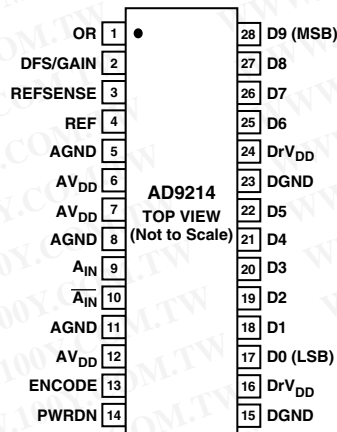 OR 1 28 D9 (MSB)
DFS/GAIN 2 27 D8
REFSENSE 3 26 D7
REF 4 25 D6
AGND 5 24 DrVDD
AVDD 6 23 DGND
AVDD 7 22 D5
AGND 8 21 D4
AIN 9 20 D3
AIN 10 19 D2
AGND 11 18 D1
AVDD 12 17 D0 (LSB)
ENCODE 13 16 DrVDD
PWRDN 14 15 DGND
AD9214
TOP VIEW
(Not to Scale)